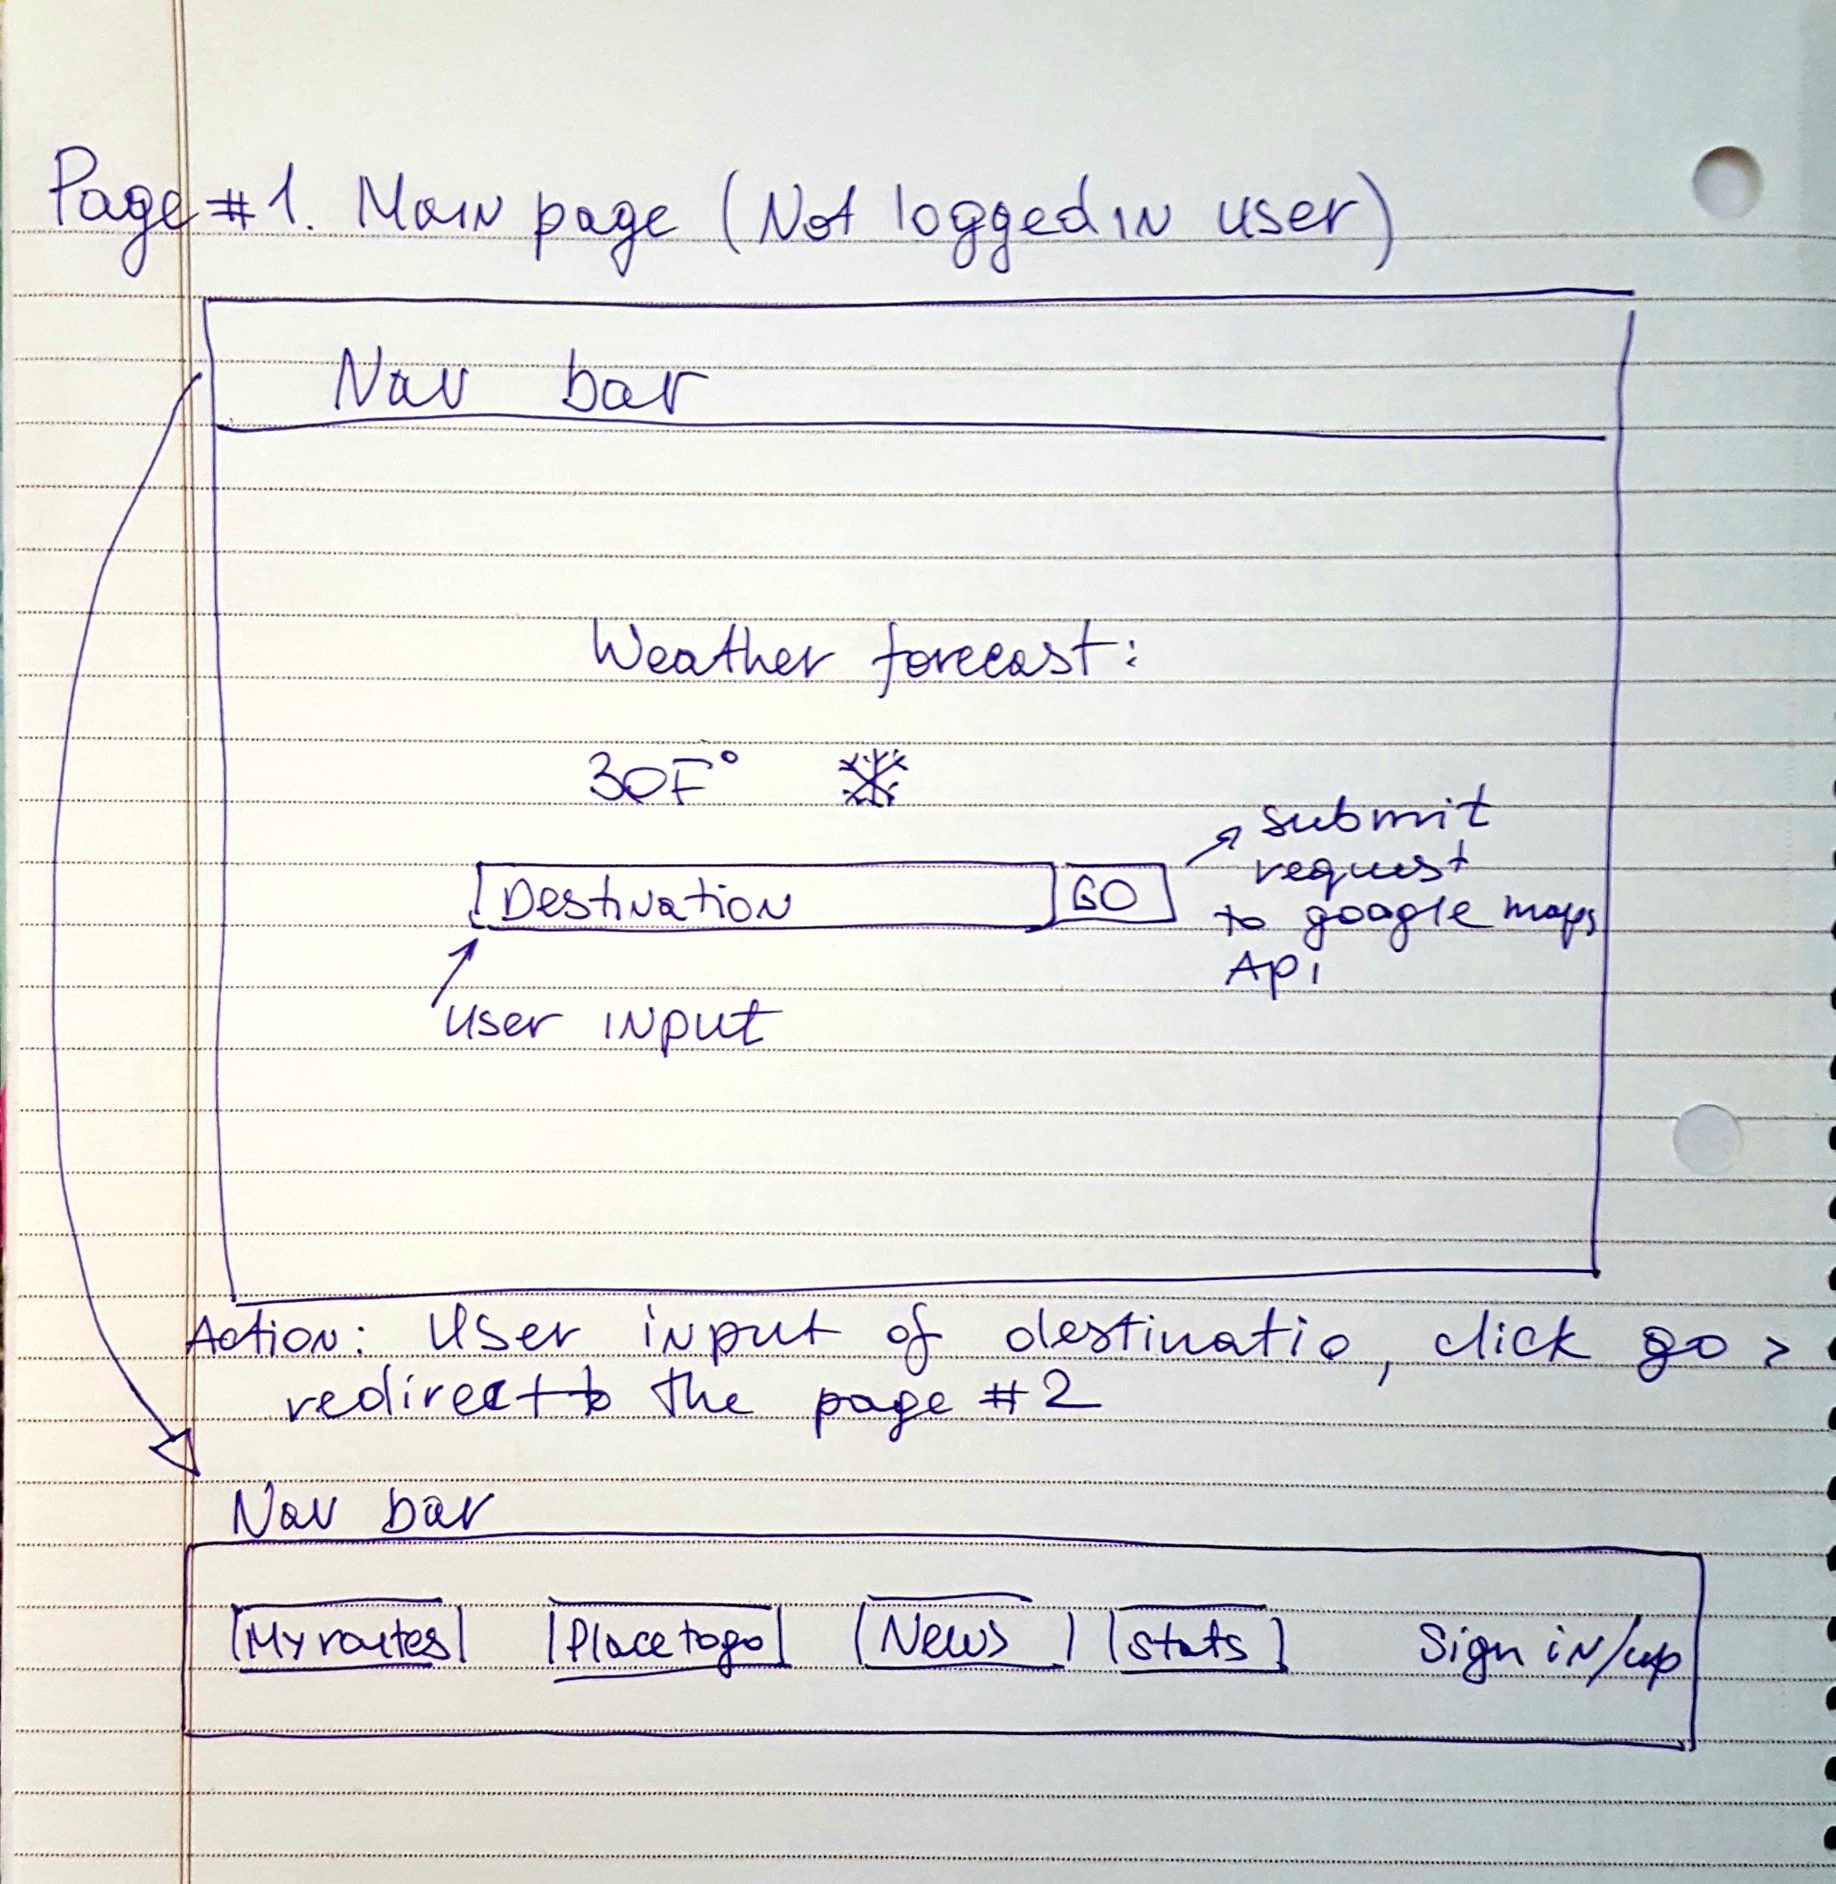 Page #1. Main page (Not logged in user)
Nav bar
Weather forecast:
30F°
submit
request
to google maps
Api
Destination
GO
user input
Action: User input of destinatio, click go >
redirect to the page #2
Nav bar
My routes
Place to go
News
Stats
Sign in/up